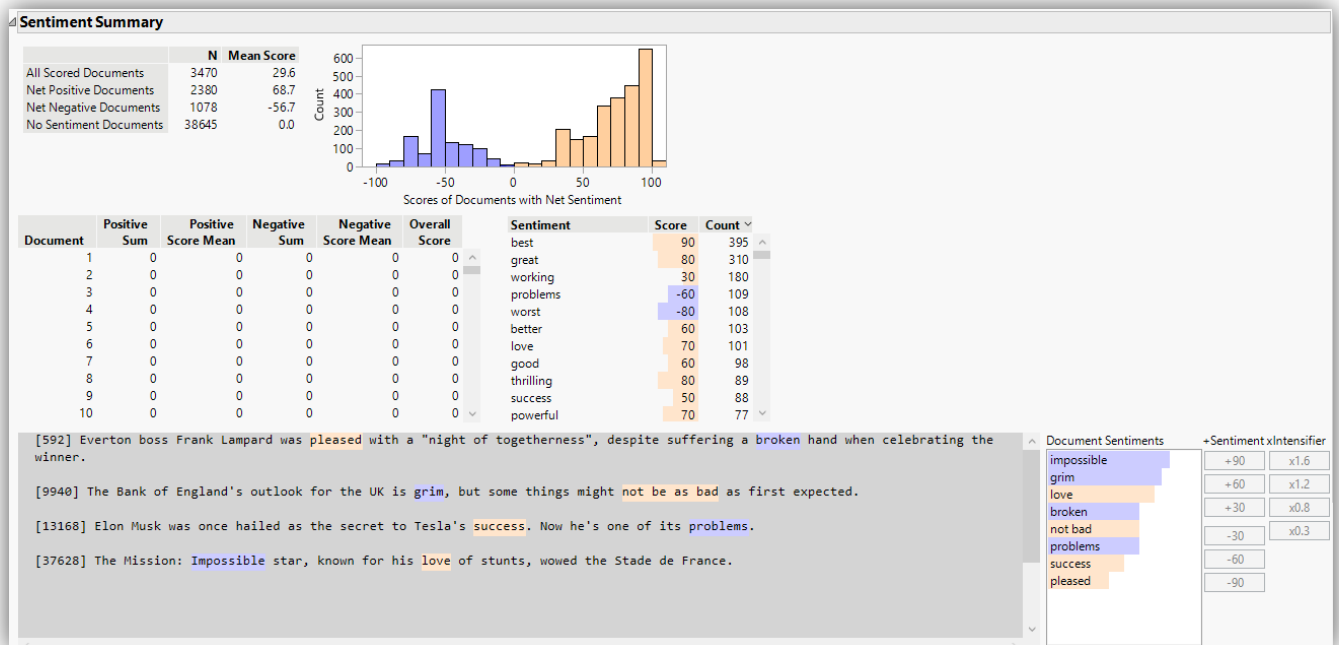 Sentiment Summary
N Mean Score
All Scored Documents 3470 29.6
Net Positive Documents 2380 68.7
Net Negative Documents 1078 -56.7
No Sentiment Documents 38645 0.0
Count
600
500
400
300
200
100
0
-100 -50 0 50 100
Scores of Documents with Net Sentiment
Document Positive Sum Positive Score Mean Negative Sum Negative Score Mean Overall Score
1 0 0 0 0 0
2 0 0 0 0 0
3 0 0 0 0 0
4 0 0 0 0 0
5 0 0 0 0 0
6 0 0 0 0 0
7 0 0 0 0 0
8 0 0 0 0 0
9 0 0 0 0 0
10 0 0 0 0 0
Sentiment Score Count
best 90 395
great 80 310
working 30 180
problems -60 109
worst -80 108
better 60 103
love 70 101
good 60 98
thrilling 80 89
success 50 88
powerful 70 77
[592] Everton boss Frank Lampard was pleased with a "night of togetherness", despite suffering a broken hand when celebrating the
winner.
[9940] The Bank of England's outlook for the UK is grim, but some things might not be as bad as first expected.
[13168] Elon Musk was once hailed as the secret to Tesla's success. Now he's one of its problems.
[37628] The Mission: Impossible star, known for his love of stunts, wowed the Stade de France.
Document Sentiments
impossible
grim
love
broken
not bad
problems
success
pleased
+Sentiment xIntensifier
+90 x1.6
+60 x1.2
+30 x0.8
-30 x0.3
-60
-90